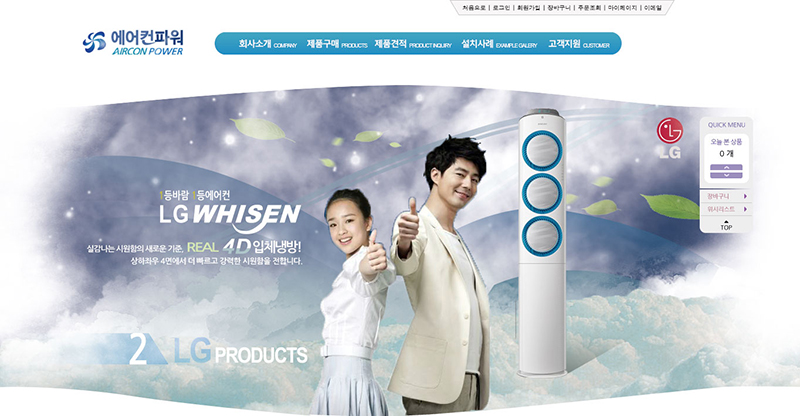 처음으로 | 로그인 | 회원가입 | 장바구니 | 주문조회 | 마이페이지 | 이메일
에어컨파워
AIRCON POWER
회사소개 COMPANY 제품구매 PRODUCTS 제품견적 PRODUCT INQUIRY 설치사례 EXAMPLE GALERY 고객지원 CUSTOMER
LG
QUICK MENU
오늘 본 상품
0 개
장바구니
위시리스트
TOP
1등바람 1등에어컨
LG WHISEN
실감나는 시원함의 새로운 기준, REAL 4D 입체냉방!
상하좌우 4면에서 더 빠르고 강력한 시원함을 전합니다.
2 LG PRODUCTS